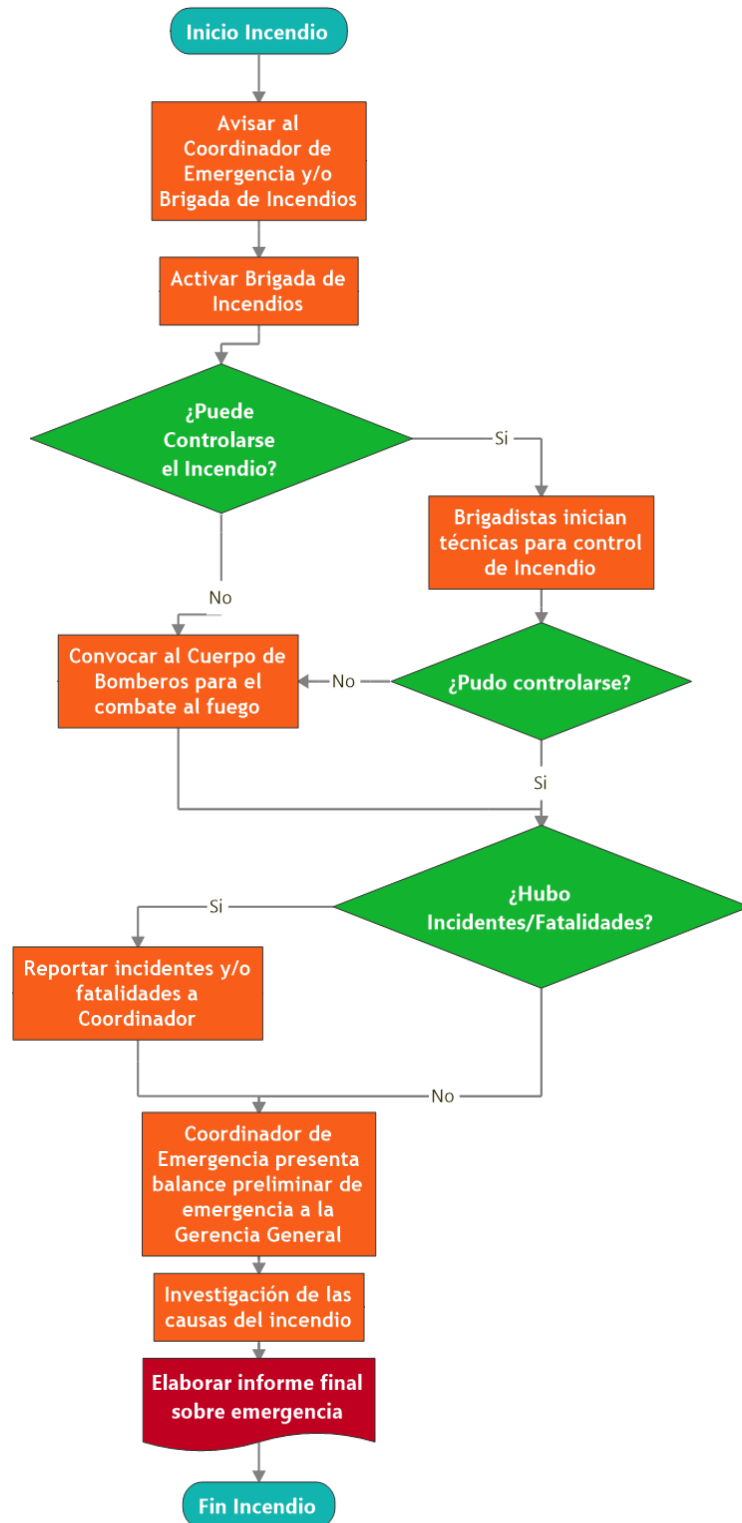 Inicio Incendio
Avisar al
Coordinador de
Emergencia y/o
Brigada de Incendios
Activar Brigada de
Incendios
¿Puede
Controlarse
el Incendio?
Si
Brigadistas inician
técnicas para control
de Incendio
No
Convocar al Cuerpo de
Bomberos para el
combate al fuego
No
¿Pudo controlarse?
Si
¿Hubo
Incidentes/Fatalidades?
Si
Reportar incidentes y/o
fatalidades a
Coordinador
No
Coordinador de
Emergencia presenta
balance preliminar de
emergencia a la
Gerencia General
Investigación de las
causas del incendio
Elaborar informe final
sobre emergencia
Fin Incendio